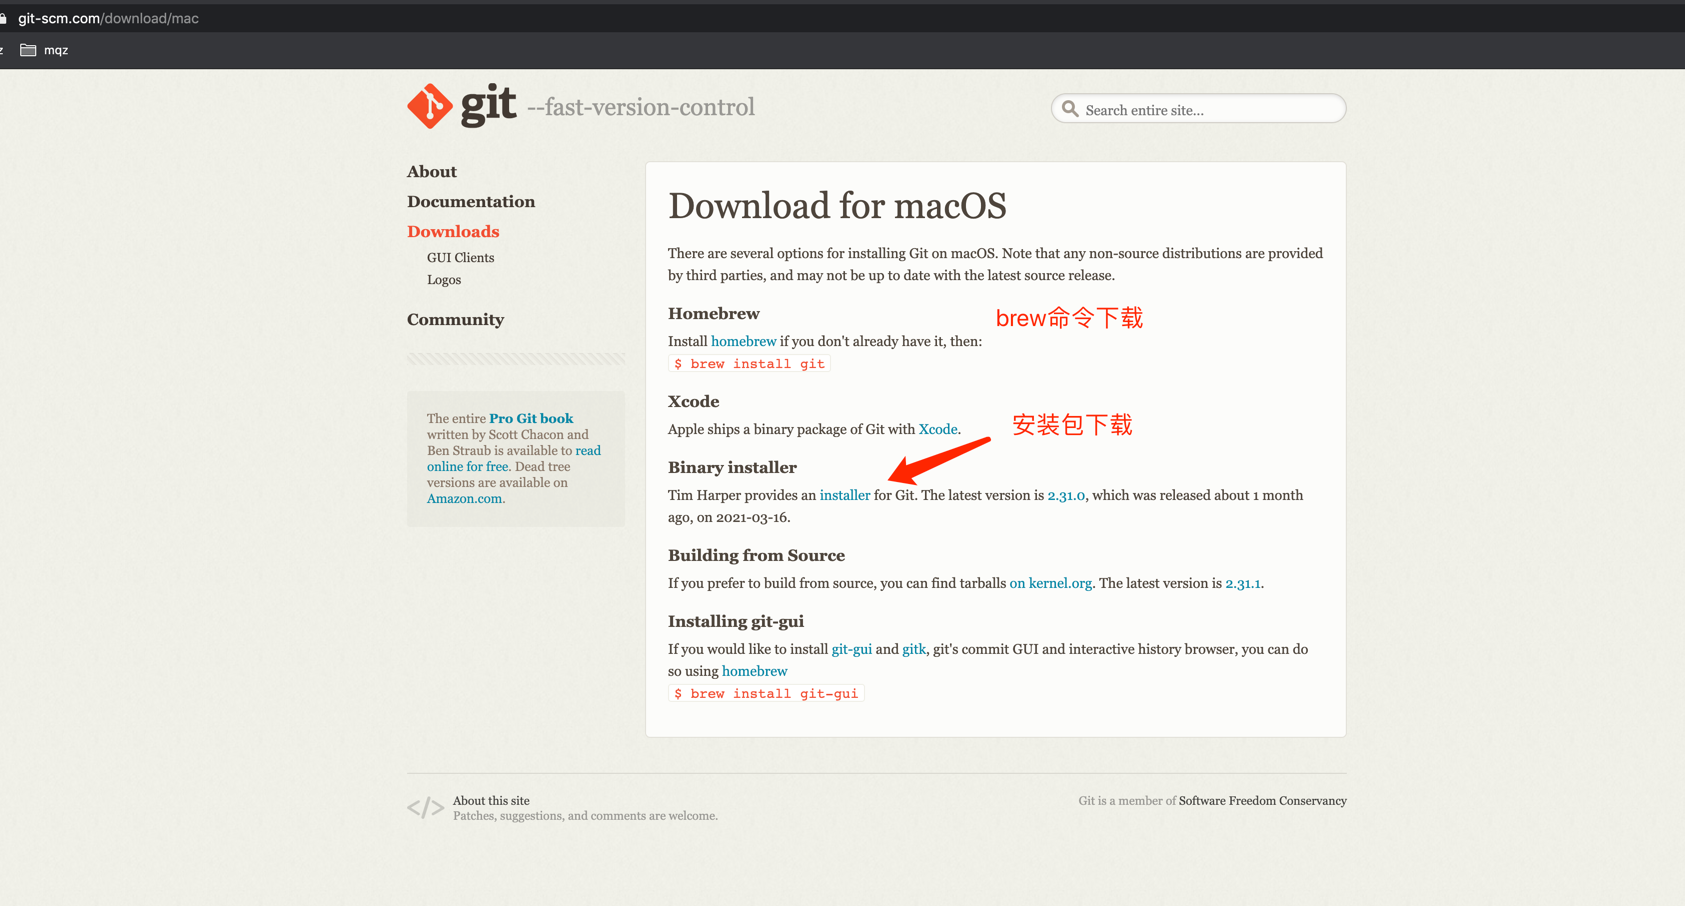 git-scm.com/download/mac
z mqz
git --fast-version-control
Search entire site...
About
Documentation
Downloads
GUI Clients
Logos
Community
The entire Pro Git book
written by Scott Chacon and
Ben Straub is available to read
online for free. Dead tree
versions are available on
Amazon.com.
Download for macOS
There are several options for installing Git on macOS. Note that any non-source distributions are provided
by third parties, and may not be up to date with the latest source release.
Homebrew
brew命令下载
Install homebrew if you don't already have it, then:
$ brew install git
Xcode
Apple ships a binary package of Git with Xcode.
安装包下载
Binary installer
Tim Harper provides an installer for Git. The latest version is 2.31.0, which was released about 1 month
ago, on 2021-03-16.
Building from Source
If you prefer to build from source, you can find tarballs on kernel.org. The latest version is 2.31.1.
Installing git-gui
If you would like to install git-gui and gitk, git's commit GUI and interactive history browser, you can do
so using homebrew
$ brew install git-gui
</> About this site
Patches, suggestions, and comments are welcome.
Git is a member of Software Freedom Conservancy